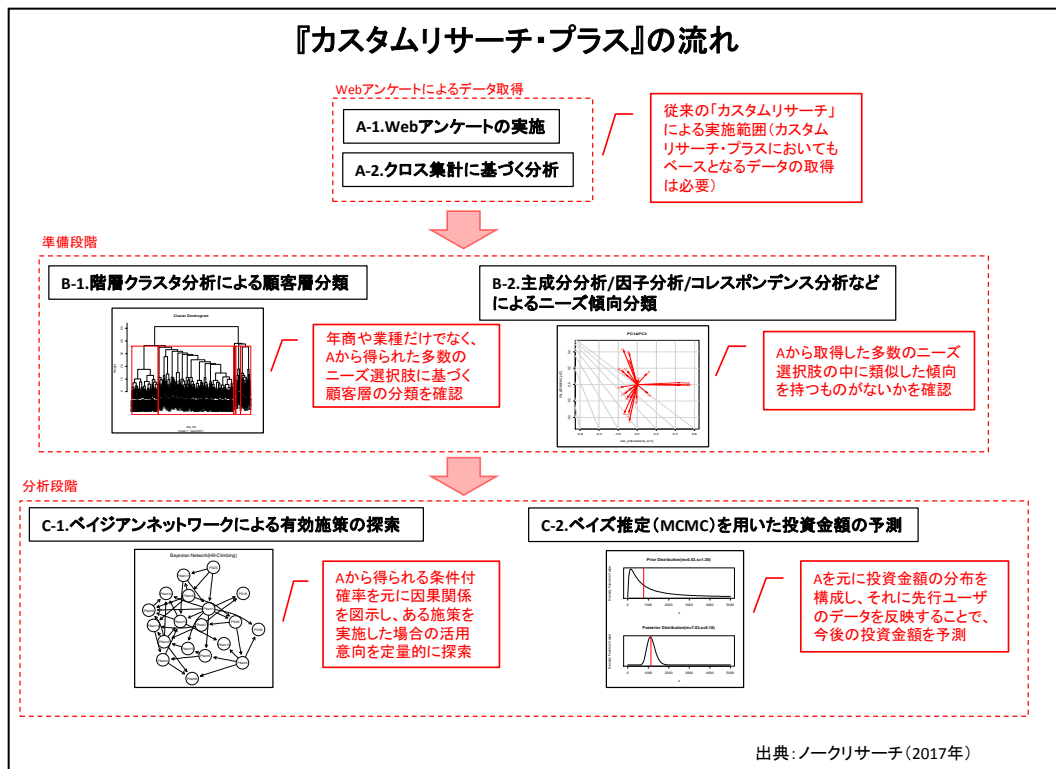 『カスタムリサーチ・プラス』の流れ
Webアンケートによるデータ取得
A-1.Webアンケートの実施
A-2.クロス集計に基づく分析
従来の「カスタムリサーチ」
による実施範囲(カスタム
リサーチ・プラスにおいても
ベースとなるデータの取得
は必要)
準備段階
B-1.階層クラスタ分析による顧客層分類
Cluster Dendrogram
年商や業種だけでなく、
Aから得られた多数の
ニーズ選択肢に基づく
顧客層の分類を確認
B-2.主成分分析/因子分析/コレスポンデンス分析など
によるニーズ傾向分類
Aから取得した多数のニーズ
選択肢の中に類似した傾向
を持つものがないかを確認
分析段階
C-1.ベイジアンネットワークによる有効施策の探索
Aから得られる条件付
確率を元に因果関係
を図示し、ある施策を
実施した場合の活用
意向を定量的に探索
C-2.ベイズ推定(MCMC)を用いた投資金額の予測
0 1000 2000 3000 4000 5000
0 1000 2000 3000 4000 5000
Aを元に投資金額の分布を
構成し、それに先行ユーザ
のデータを反映することで、
今後の投資金額を予測
出典:ノークリサーチ(2017年)